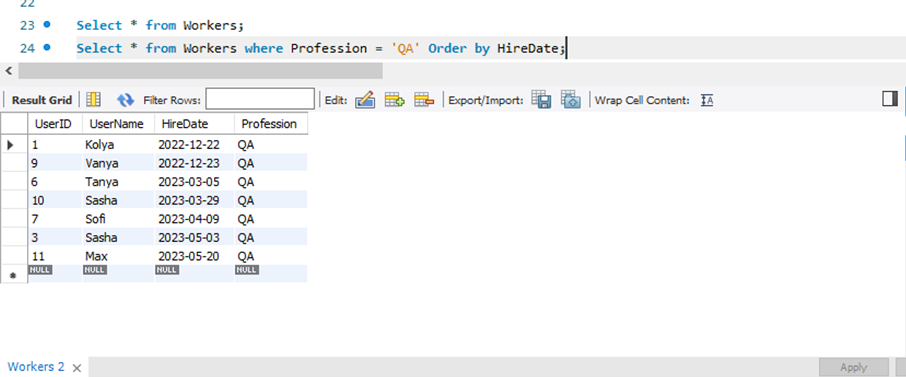 22
23 Select * from Workers;
24 Select * from Workers where Profession = 'QA' Order by HireDate;
Result Grid Filter Rows: Edit: Export/Import: Wrap Cell Content: IA
UserID UserName HireDate Profession
1 Kolya 2022-12-22 QA
9 Vanya 2022-12-23 QA
6 Tanya 2023-03-05 QA
10 Sasha 2023-03-29 QA
7 Sofi 2023-04-09 QA
3 Sasha 2023-05-03 QA
11 Max 2023-05-20 QA
NULL NULL NULL NULL
Workers 2 Apply